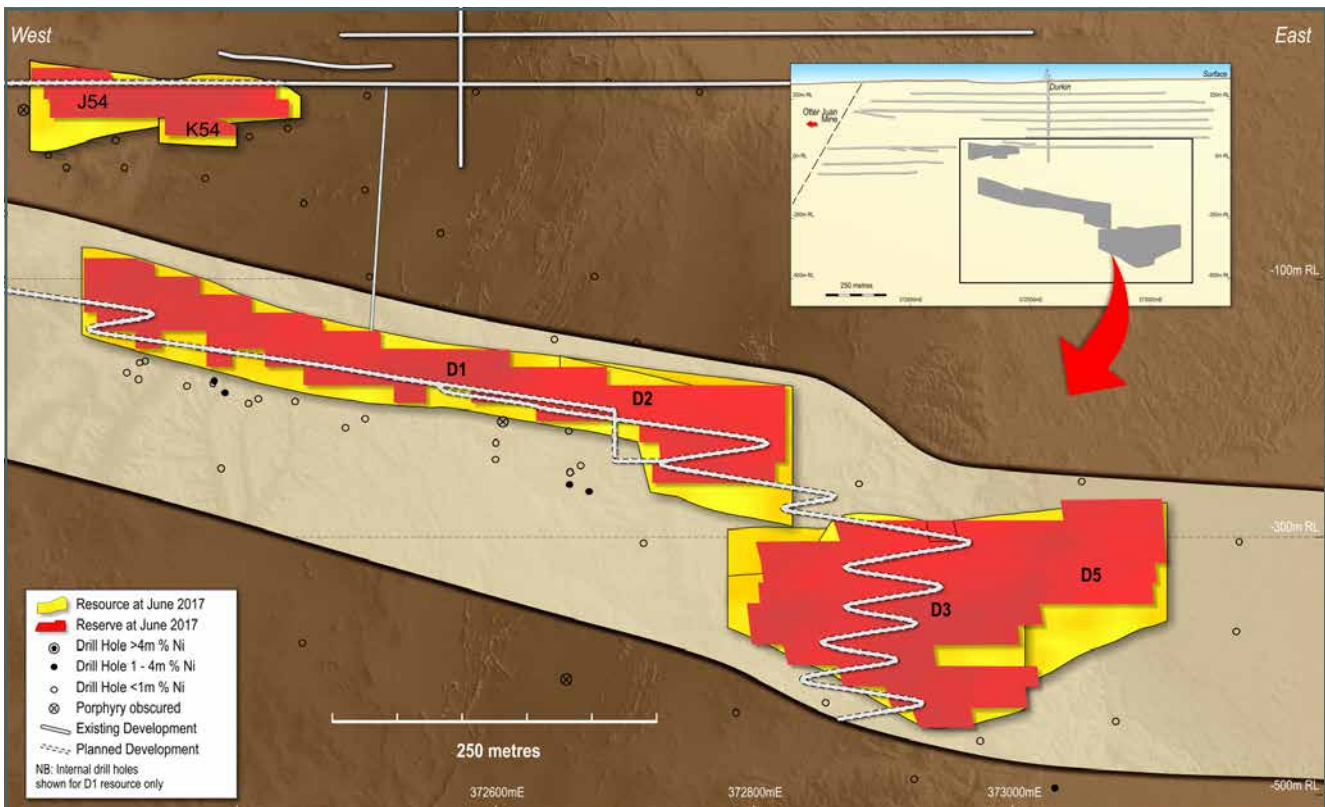 West
East
J54
K54
Surface
Durkin
Otter Juan
Mine
250 metres
-100m RL
D1
D2
-300m RL
D5
D3
Resource at June 2017
Reserve at June 2017
Drill Hole >4m % Ni
Drill Hole 1 - 4m % Ni
Drill Hole <1m % Ni
Porphyry obscured
Existing Development
Planned Development
NB: Internal drill holes
shown for D1 resource only
250 metres
372600mE
372800mE
373000mE
-500m RL